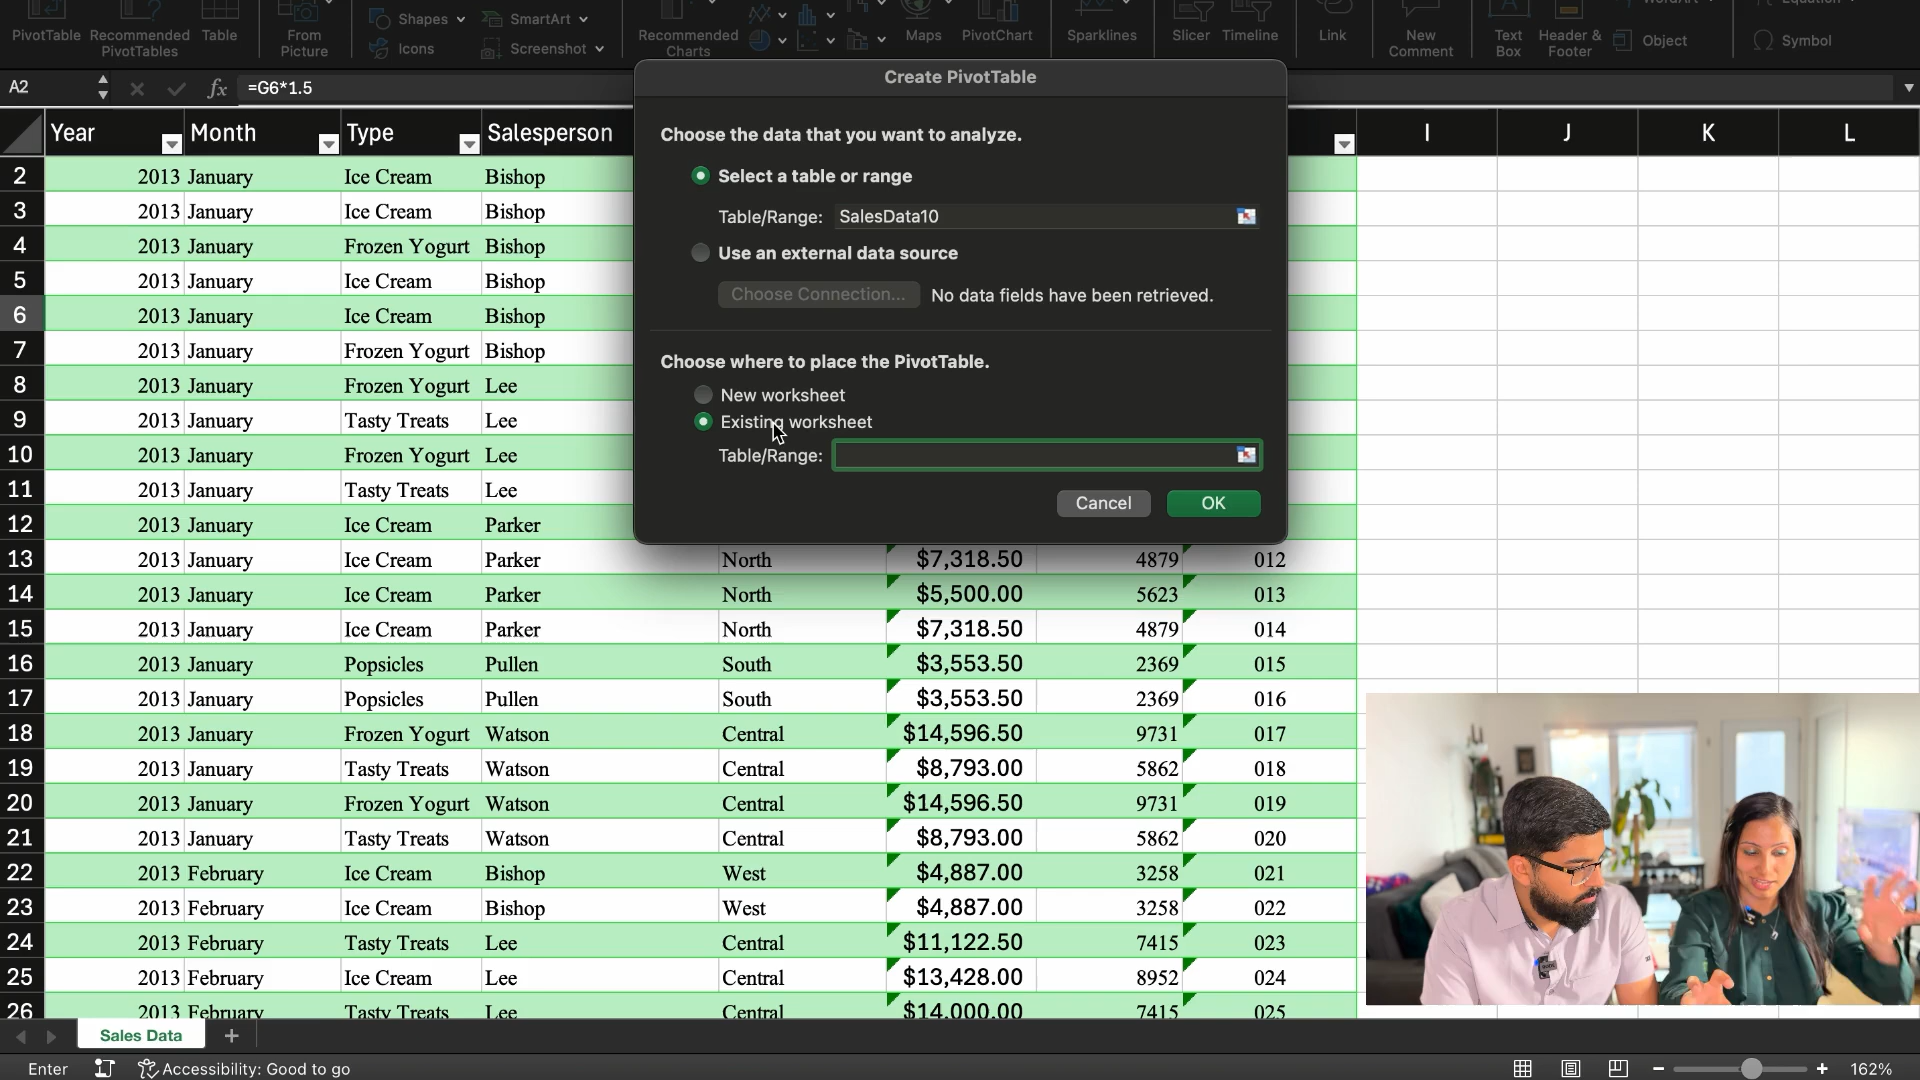 PivotTable Recommended PivotTables Table From Picture Shapes Icons SmartArt Screenshot Recommended Charts Maps PivotChart Sparklines Slicer Timeline Link New Comment Text Box Header & Footer Object Symbol
A2 fx =G6*1.5
Create PivotTable
Choose the data that you want to analyze.
Select a table or range
Table/Range: SalesData10
Use an external data source
Choose Connection... No data fields have been retrieved.
Choose where to place the PivotTable.
New worksheet
Existing worksheet
Table/Range:
Cancel OK
Year Month Type Salesperson I J K L
2 2013 January Ice Cream Bishop
3 2013 January Ice Cream Bishop
4 2013 January Frozen Yogurt Bishop
5 2013 January Ice Cream Bishop
6 2013 January Ice Cream Bishop
7 2013 January Frozen Yogurt Bishop
8 2013 January Frozen Yogurt Lee
9 2013 January Tasty Treats Lee
10 2013 January Frozen Yogurt Lee
11 2013 January Tasty Treats Lee
12 2013 January Ice Cream Parker
13 2013 January Ice Cream Parker North $7,318.50 4879 012
14 2013 January Ice Cream Parker North $5,500.00 5623 013
15 2013 January Ice Cream Parker North $7,318.50 4879 014
16 2013 January Popsicles Pullen South $3,553.50 2369 015
17 2013 January Popsicles Pullen South $3,553.50 2369 016
18 2013 January Frozen Yogurt Watson Central $14,596.50 9731 017
19 2013 January Tasty Treats Watson Central $8,793.00 5862 018
20 2013 January Frozen Yogurt Watson Central $14,596.50 9731 019
21 2013 January Tasty Treats Watson Central $8,793.00 5862 020
22 2013 February Ice Cream Bishop West $4,887.00 3258 021
23 2013 February Ice Cream Bishop West $4,887.00 3258 022
24 2013 February Tasty Treats Lee Central $11,122.50 7415 023
25 2013 February Ice Cream Lee Central $13,428.00 8952 024
26 2013 February Tasty Treats Lee Central $14,000.00 7415 025
Sales Data +
Enter Accessibility: Good to go 162%